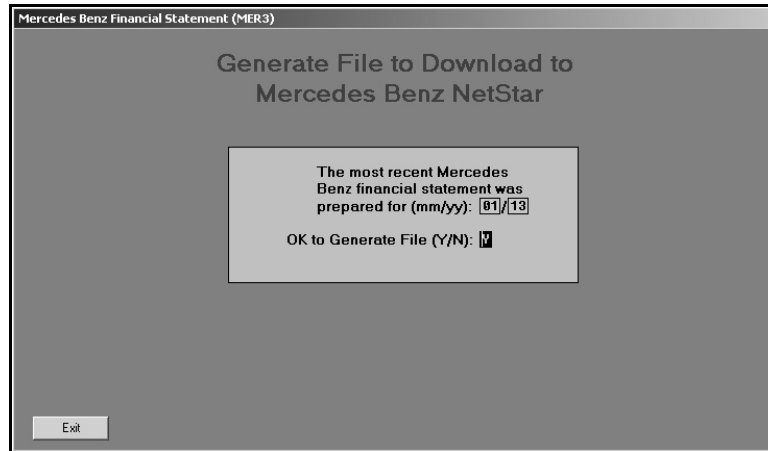 Mercedes Benz Financial Statement (MER3)
Generate File to Download to
Mercedes Benz NetStar
The most recent Mercedes
Benz financial statement was
prepared for (mm/yy): 01/13
OK to Generate File (Y/N): Y
Exit